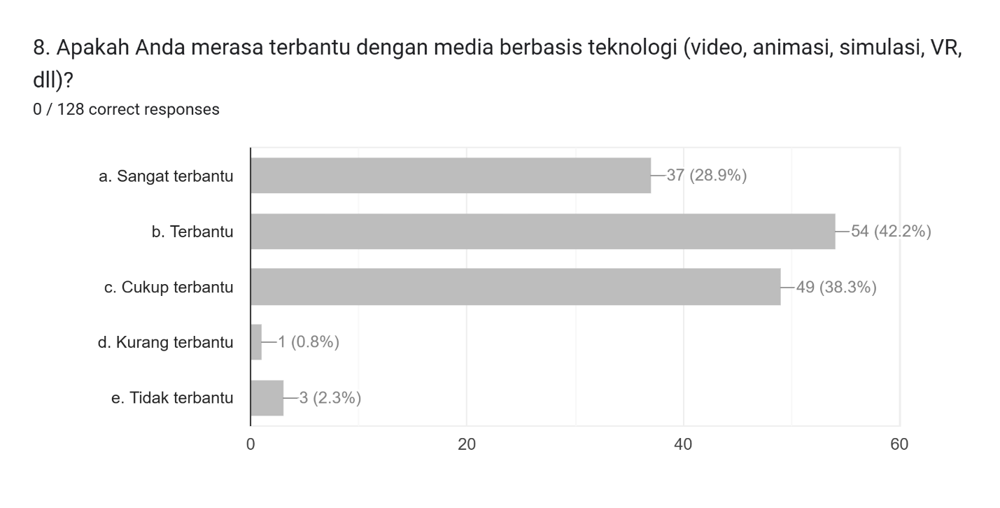 8. Apakah Anda merasa terbantu dengan media berbasis teknologi (video, animasi, simulasi, VR,
dll)?
0 / 128 correct responses
a. Sangat terbantu
37 (28.9%)
b. Terbantu
54 (42.2%)
c. Cukup terbantu
49 (38.3%)
d. Kurang terbantu
1 (0.8%)
e. Tidak terbantu
3 (2.3%)
0 20 40 60